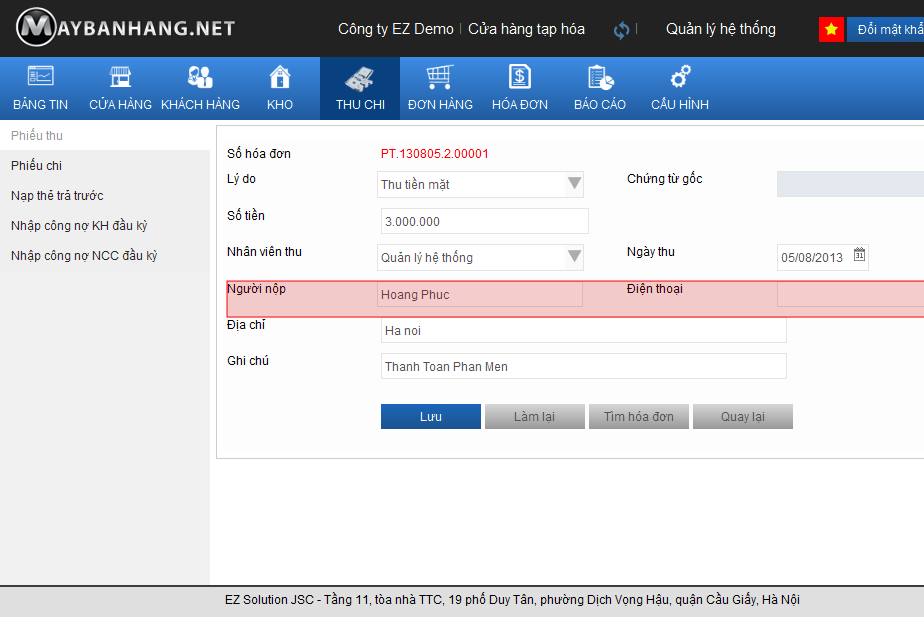 MAYBANHANG.NET
Công ty EZ Demo | Cửa hàng tạp hóa | Quản lý hệ thống
Đổi mật khẩ
BẢNG TIN CỬA HÀNG KHÁCH HÀNG KHO THU CHI ĐƠN HÀNG HÓA ĐƠN BÁO CÁO CẤU HÌNH
Phiếu thu
Phiếu chi
Nạp thẻ trả trước
Nhập công nợ KH đầu kỳ
Nhập công nợ NCC đầu kỳ
Số hóa đơn PT.130805.2.00001
Lý do Thu tiền mặt Chứng từ gốc
Số tiền 3.000.000
Nhân viên thu Quản lý hệ thống Ngày thu 05/08/2013 31
Người nộp Hoang Phuc Điện thoại
Địa chỉ Ha noi
Ghi chú Thanh Toan Phan Men
Lưu Làm lại Tìm hóa đơn Quay lại
EZ Solution JSC - Tầng 11, tòa nhà TTC, 19 phố Duy Tân, phường Dịch Vọng Hậu, quận Cầu Giấy, Hà Nội